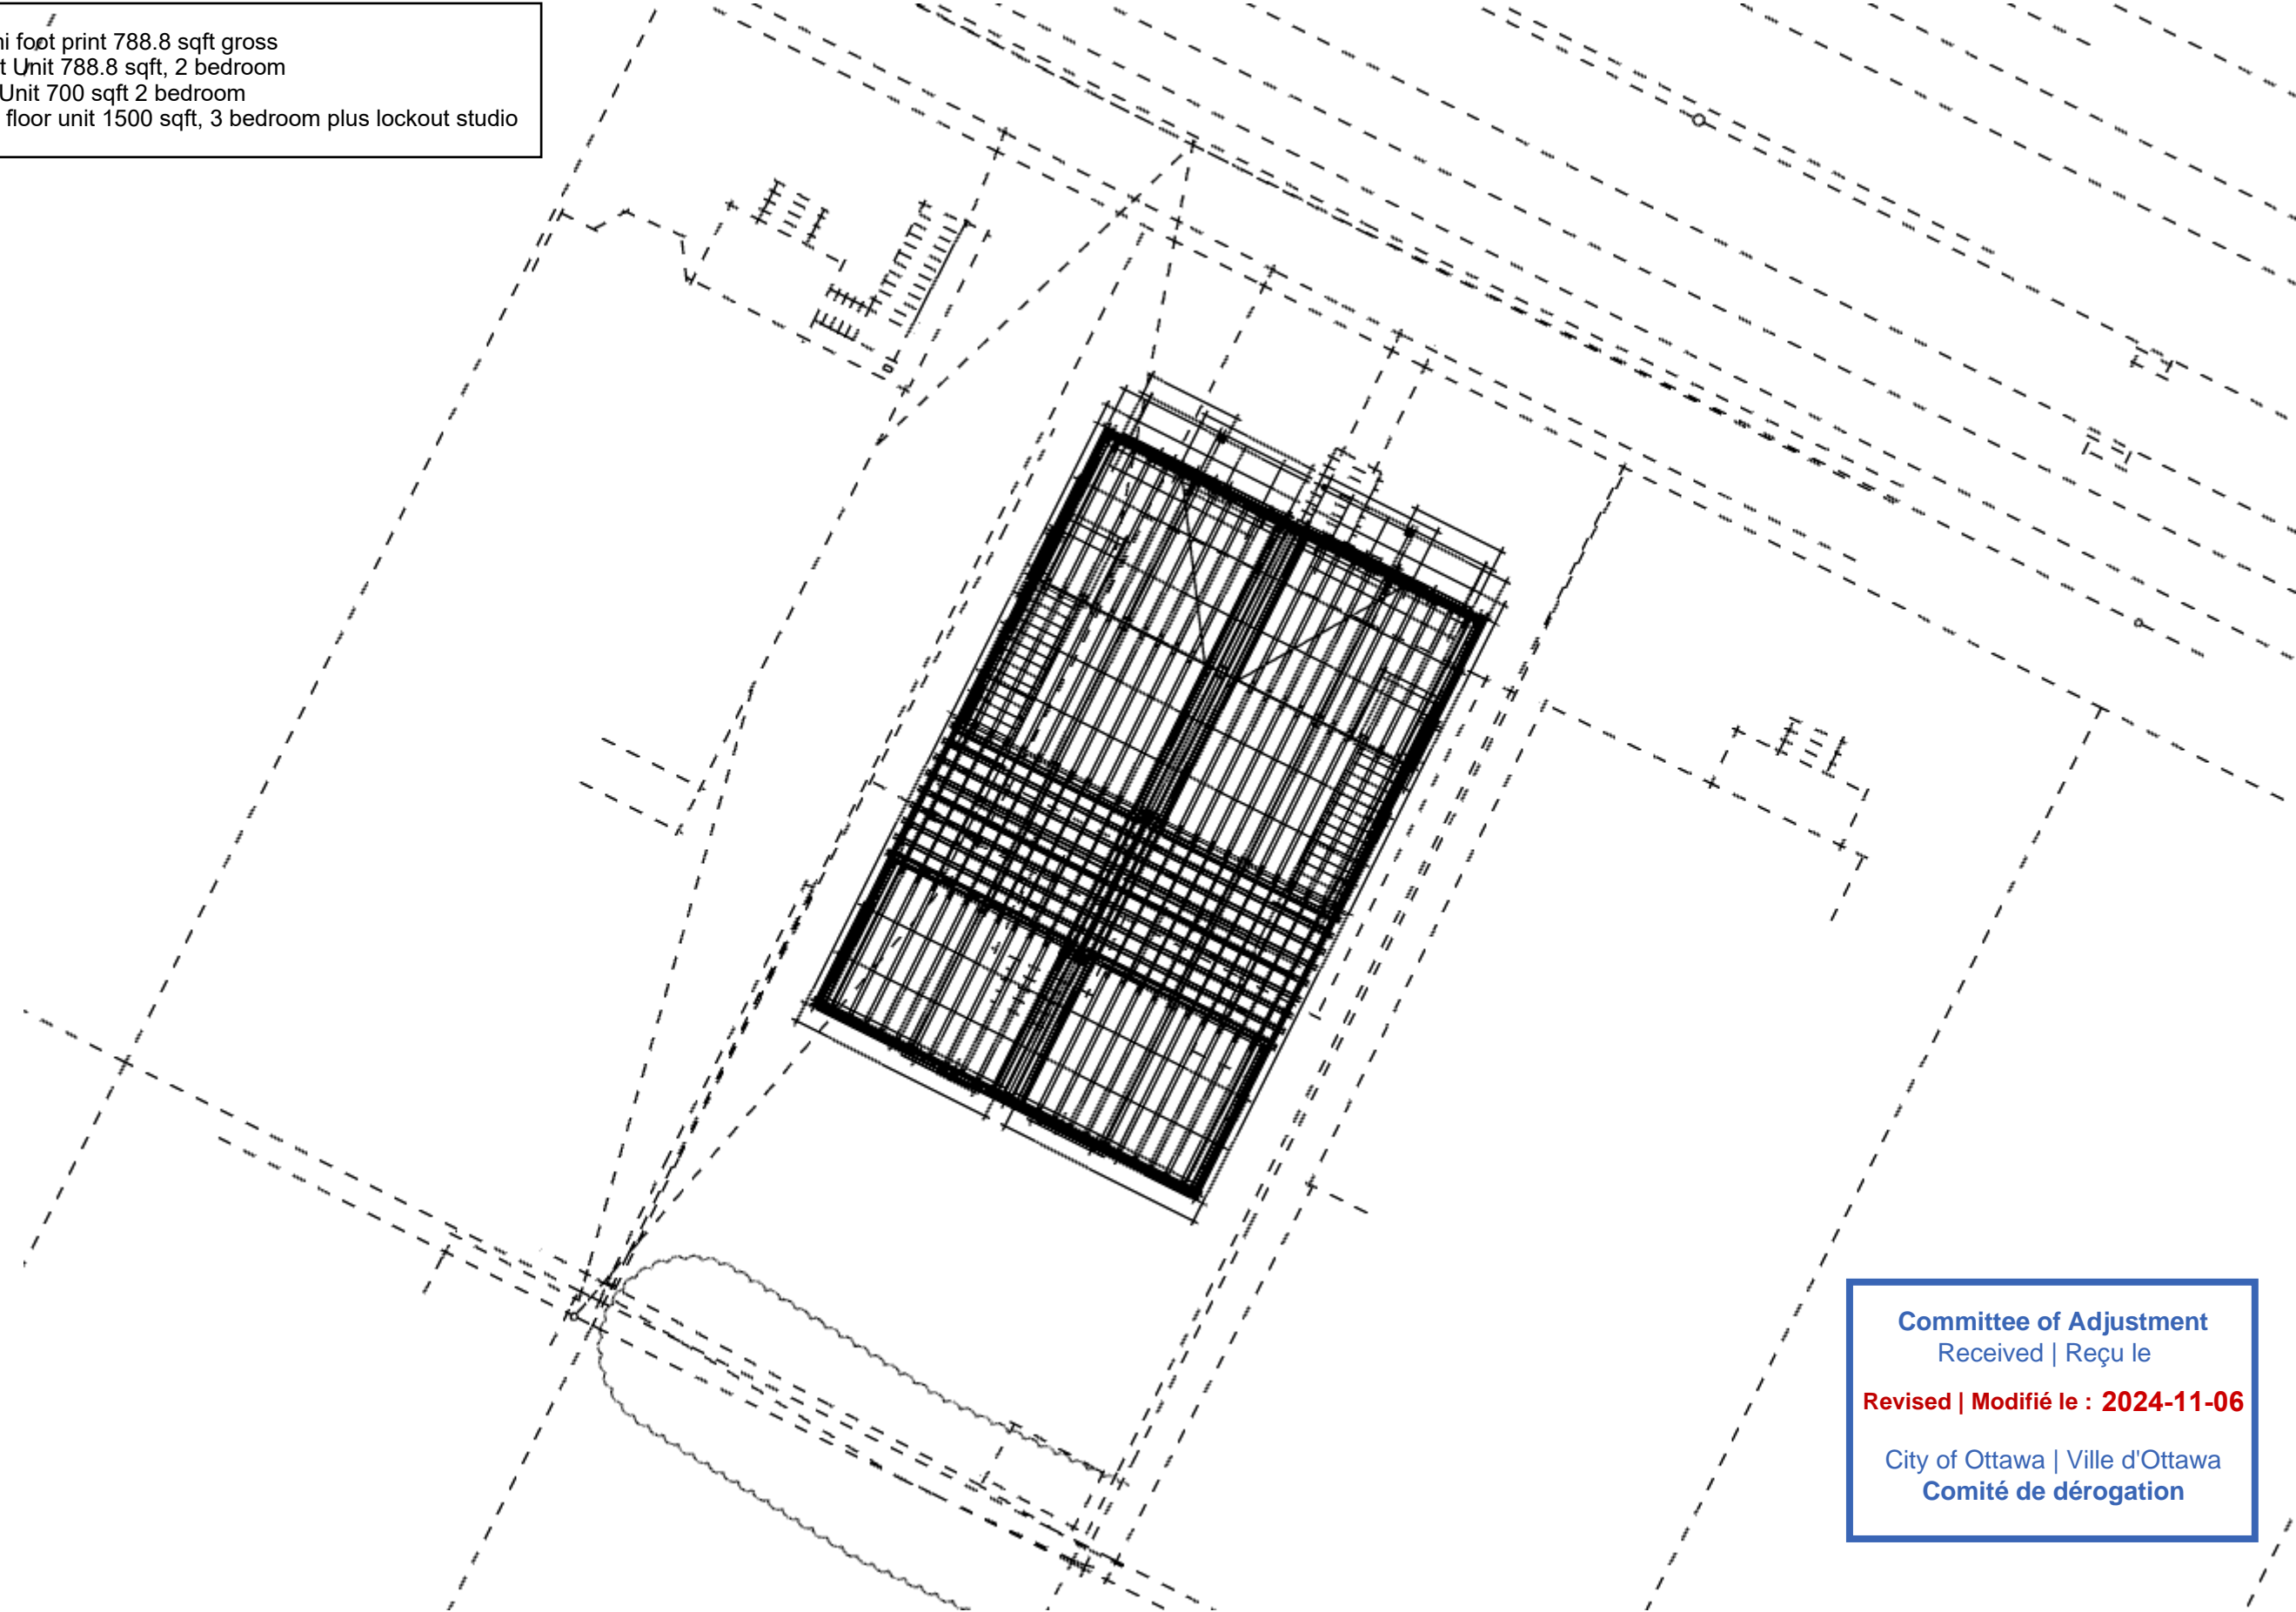 ni foot print 788.8 sqft gross
t Unit 788.8 sqft, 2 bedroom
Unit 700 sqft 2 bedroom
floor unit 1500 sqft, 3 bedroom plus lockout studio
Committee of Adjustment
Received | Reçu le
Revised | Modifié le : 2024-11-06
City of Ottawa | Ville d'Ottawa
Comité de dérogation